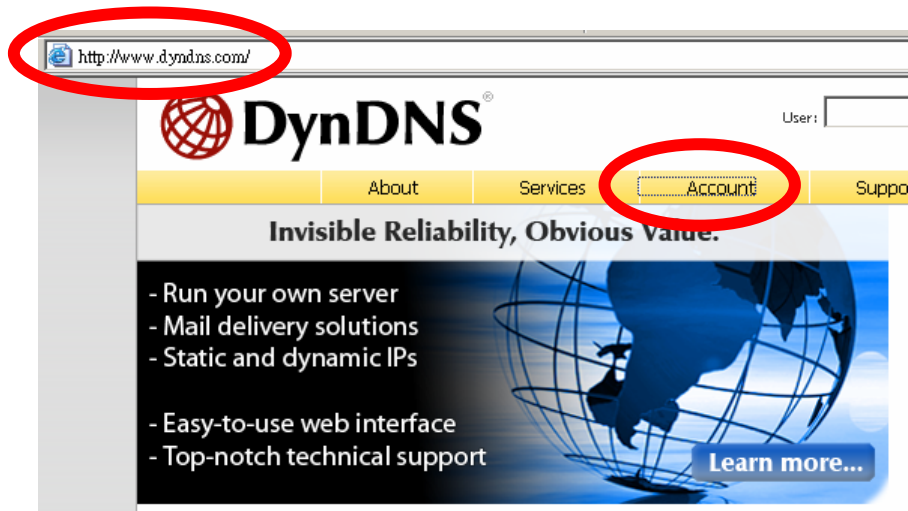 http://www.dyndns.com/
DynDNS®
User:
About Services Account Suppo
Invisible Reliability, Obvious Value.
- Run your own server
- Mail delivery solutions
- Static and dynamic IPs
- Easy-to-use web interface
- Top-notch technical support
Learn more...